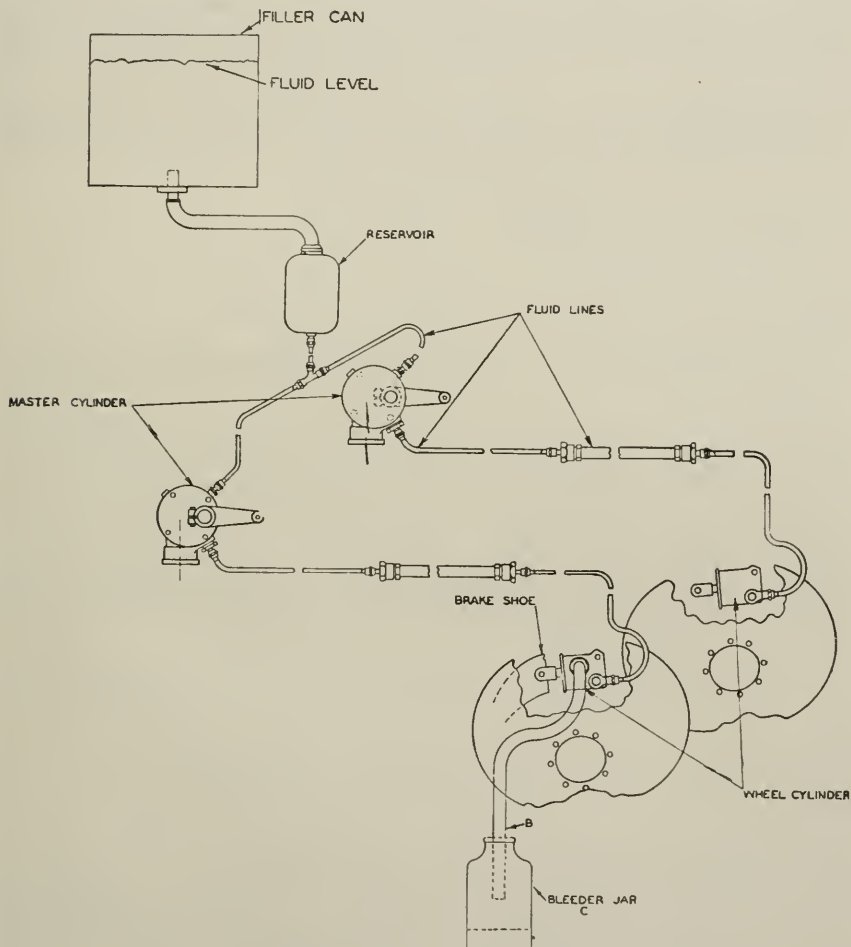 FILLER CAN
FLUID LEVEL
RESERVOIR
FLUID LINES
MASTER CYLINDER
BRAKE SHOE
WHEEL CYLINDER
B
BLEEDER JAR
C